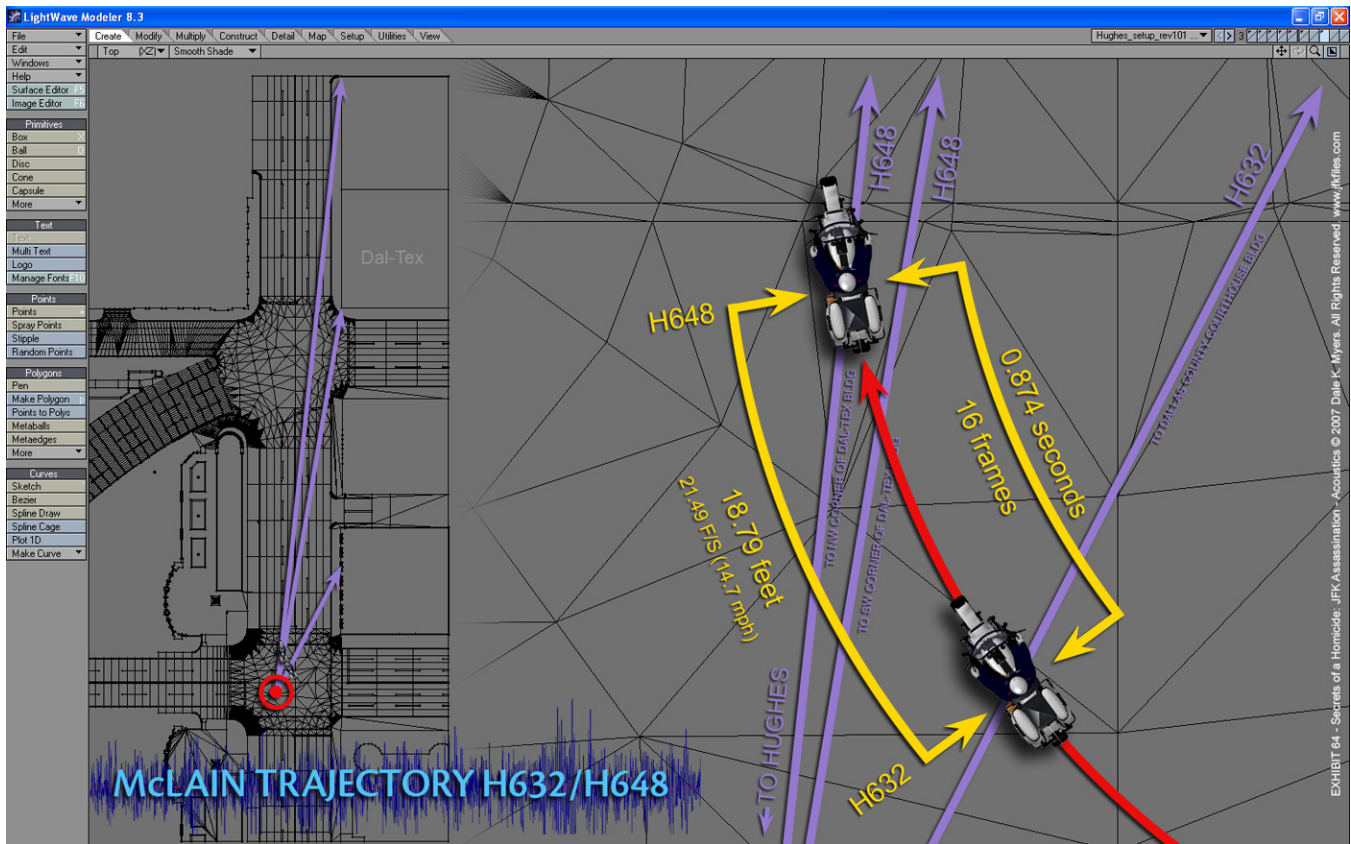 LightWave Modeler 8.3
File
Edit
Windows
Help
Surface Editor F5
Image Editor F6
Primitives
Box X
Ball O
Disc
Cone
Capsule
More
Text
Text
Multi Text
Logo
Manage Fonts F10
Points
Points +
Spray Points
Stipple
Random Points
Polygons
Pen
Make Polygon p
Points to Polys
Metaballs
Metaedges
More
Curves
Sketch
Bezier
Spline Draw
Spline Cage
Plot 1D
Make Curve
Create Modify Multiply Construct Detail Map Setup Utilities View
Hughes_setup_rev101 ... 3
Top (XZ) Smooth Shade
Dal-Tex
H648
H648
H632
H648
0.874 seconds
16 frames
18.79 feet
21.49 F/S (14.7 mph)
TO NW CORNER OF DAL-TEX BLDG
TO SW CORNER OF DAL-TEX BLDG
TO DALLAS COUNTY COURTHOUSE BLDG
TO HUGHES
H632
McLAIN TRAJECTORY H632/H648
EXHIBIT 64 - Secrets of a Homicide: JFK Assassination - Acoustics © 2007 Dale K. Myers. All Rights Reserved. www.jfkfiles.com